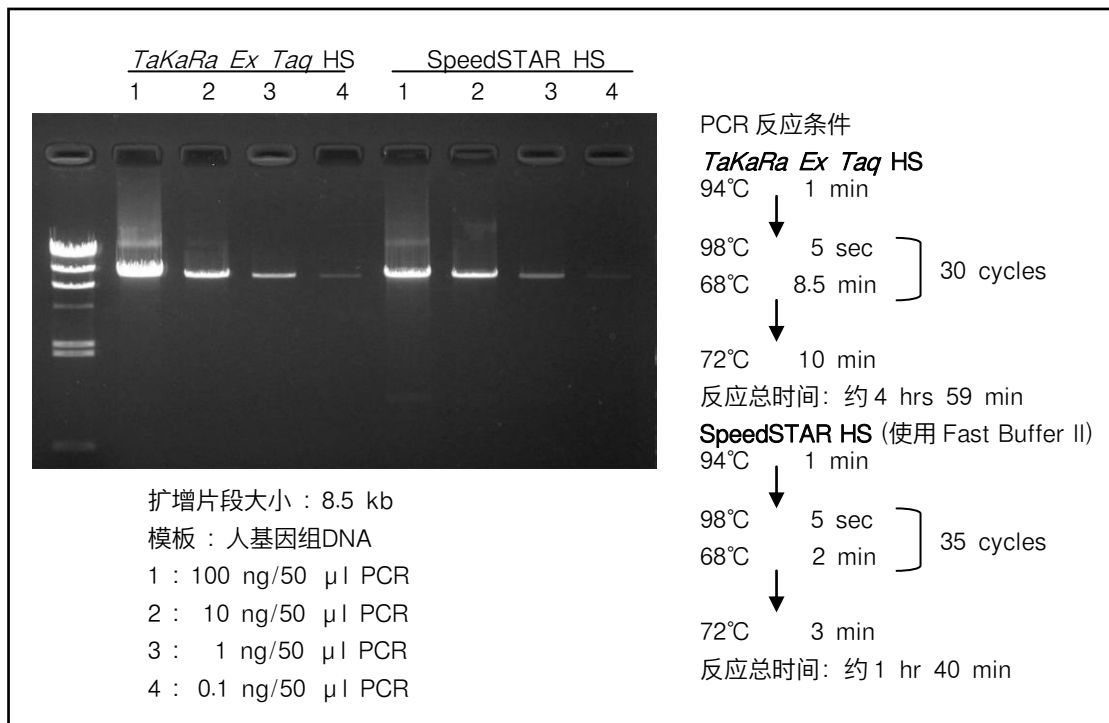 TaKaRa Ex Taq HS SpeedSTAR HS
1 2 3 4 1 2 3 4
扩增片段大小 : 8.5 kb
模板 : 人基因组DNA
1 : 100 ng/50 μl PCR
2 : 10 ng/50 μl PCR
3 : 1 ng/50 μl PCR
4 : 0.1 ng/50 μl PCR
PCR 反应条件
TaKaRa Ex Taq HS
94℃ 1 min
98℃ 5 sec
68℃ 8.5 min
30 cycles
72℃ 10 min
反应总时间: 约 4 hrs 59 min
SpeedSTAR HS (使用 Fast Buffer II)
94℃ 1 min
98℃ 5 sec
68℃ 2 min
35 cycles
72℃ 3 min
反应总时间: 约 1 hr 40 min